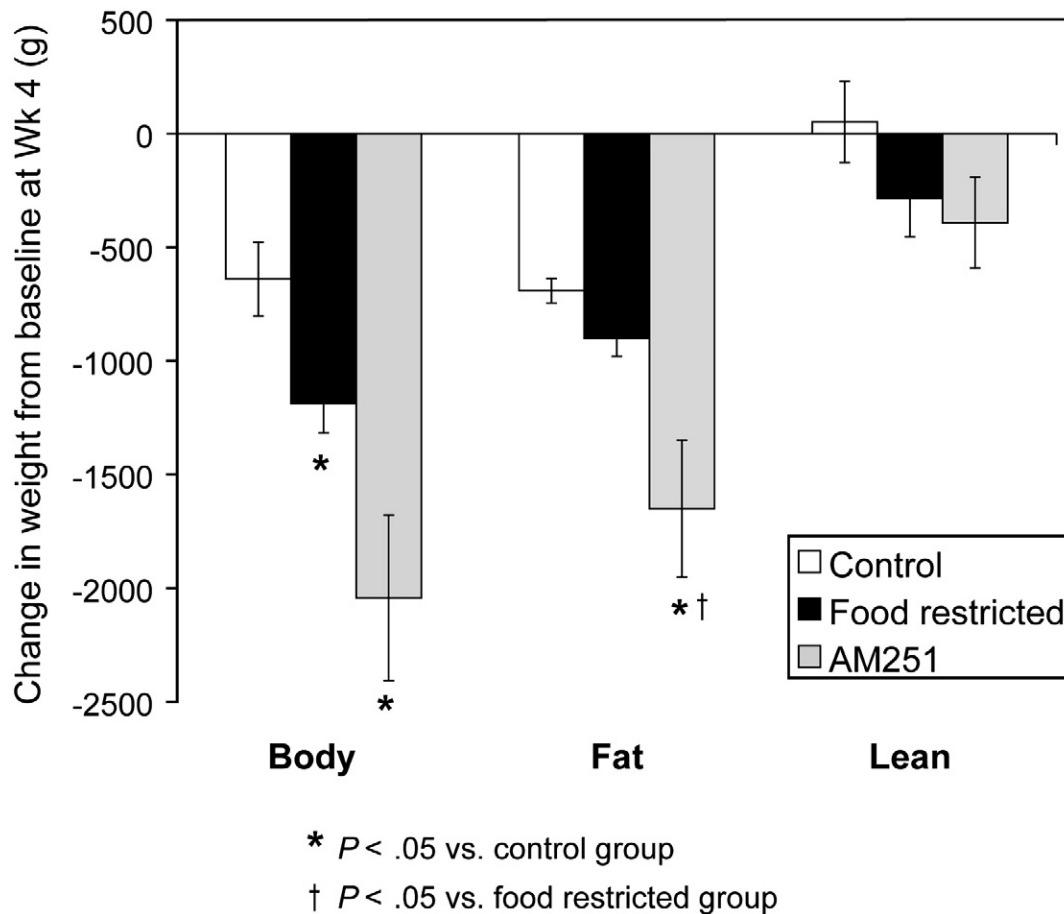 Change in weight from baseline at Wk 4 (g)
500
0
-500
-1000
-1500
-2000
-2500
*
*
*†
Control
Food restricted
AM251
Body Fat Lean
* P < .05 vs. control group
† P < .05 vs. food restricted group